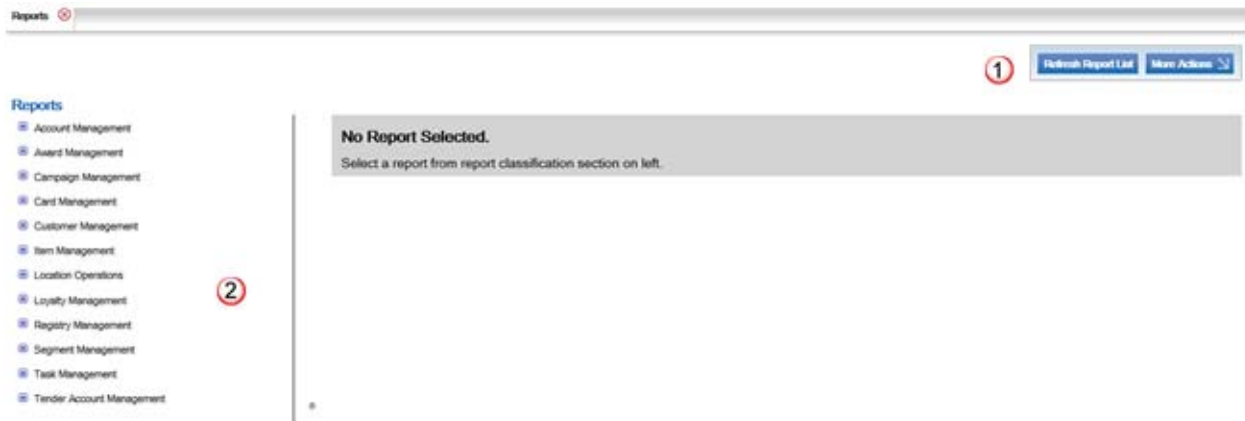 Reports
1
Refresh Report List More Actions
Reports
Account Management
Award Management
Campaign Management
Card Management
Customer Management
Item Management
Location Operations
Loyalty Management
Registry Management
Segment Management
Task Management
Tender Account Management
2
No Report Selected.
Select a report from report classification section on left.